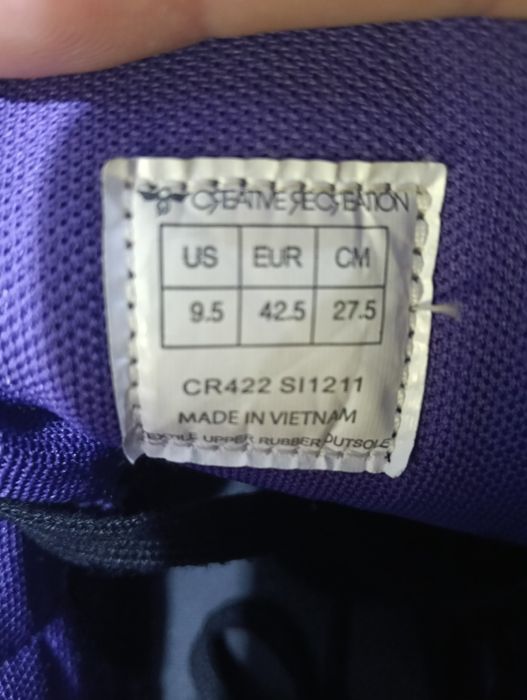 CREATIVE RECREATION
US EUR CM
9.5 42.5 27.5
CR422 SI1211
MADE IN VIETNAM
TEXTILE UPPER RUBBER OUTSOLE